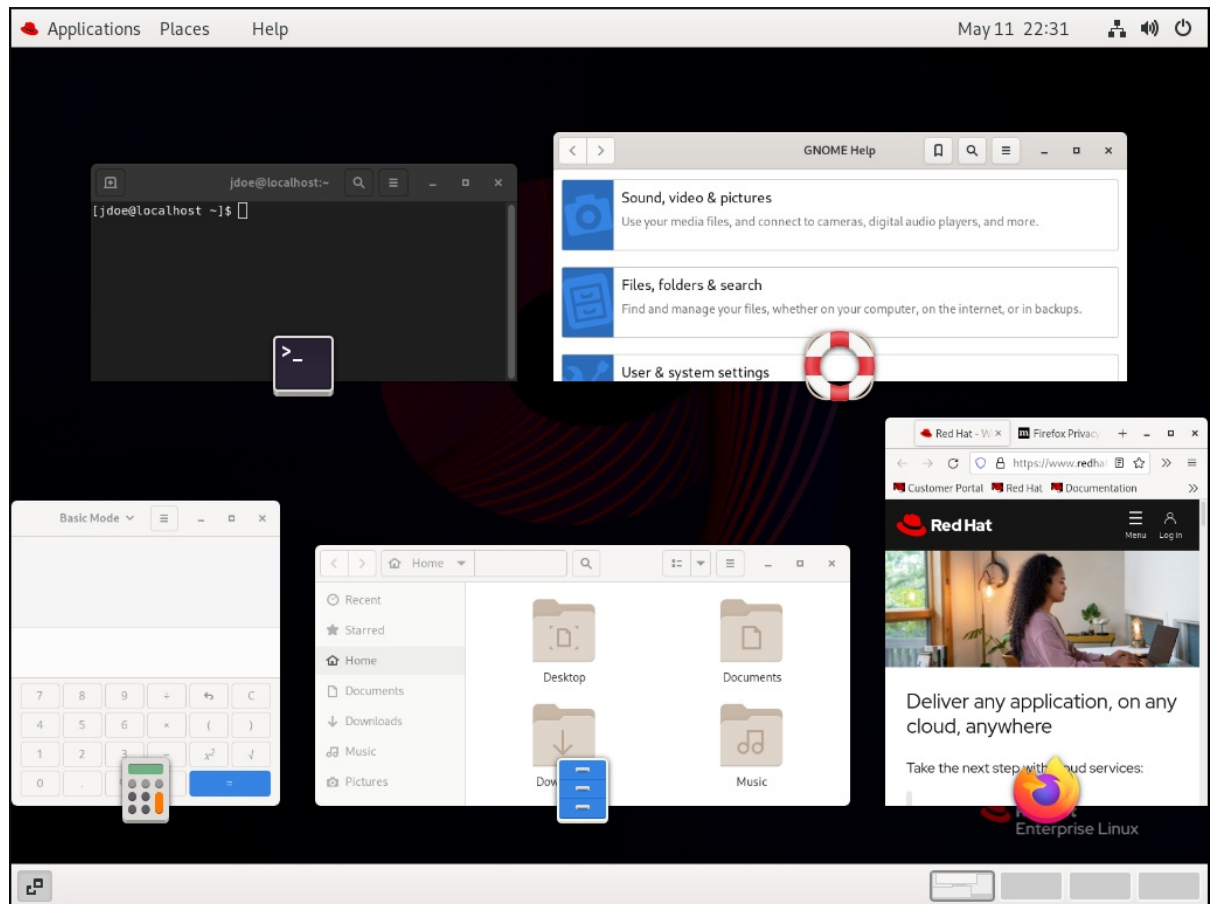 Applications Places Help May 11 22:31
jdoe@localhost:~
[jdoe@localhost ~]$
GNOME Help
Sound, video & pictures
Use your media files, and connect to cameras, digital audio players, and more.
Files, folders & search
Find and manage your files, whether on your computer, on the internet, or in backups.
User & system settings
Basic Mode
7 8 9 ÷ C
4 5 6 × ( )
1 2 3 − x² √
0 . =
Home
Recent
Starred
Home
Documents
Downloads
Music
Pictures
Desktop Documents
Music
Red Hat - W Firefox Privac
https://www.redha
Customer Portal Red Hat Documentation
Red Hat Menu Log in
Deliver any application, on any
cloud, anywhere
Take the next step with cloud services:
Enterprise Linux